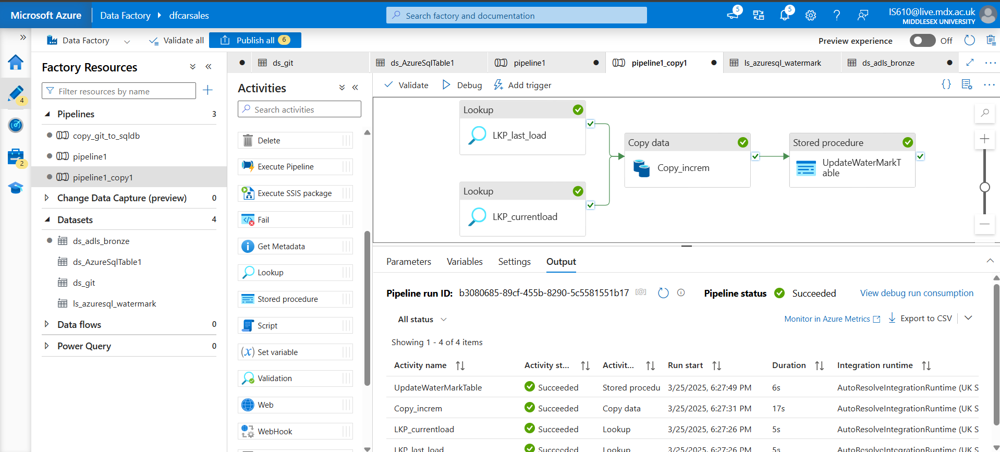 Microsoft Azure
Data Factory
dfcarsales
Search factory and documentation
5
5
IS610@live.mdx.ac.uk
MIDDLESEX UNIVERSITY
Data Factory
Validate all
Publish all
6
Preview experience
Off
4
2
Factory Resources
Filter resources by name
Pipelines
3
copy_git_to_sqldb
pipeline1
pipeline1_copy1
Change Data Capture (preview)
0
Datasets
4
ds_adls_bronze
ds_AzureSqlTable1
ds_git
ls_azuresql_watermark
Data flows
0
Power Query
0
ds_git
ds_AzureSqlTable1
pipeline1
pipeline1_copy1
ls_azuresql_watermark
ds_adls_bronze
Activities
Search activities
Delete
Execute Pipeline
Execute SSIS package
Fail
Get Metadata
Lookup
Stored procedure
Script
Set variable
Validation
Web
WebHook
Validate
Debug
Add trigger
Lookup
LKP_last_load
Lookup
LKP_currentload
Copy data
Copy_increm
Stored procedure
UpdateWaterMarkT
able
Parameters
Variables
Settings
Output
Pipeline run ID: b3080685-89cf-455b-8290-5c5581551b17
Pipeline status
Succeeded
View debug run consumption
All status
Monitor in Azure Metrics
Export to CSV
Showing 1 - 4 of 4 items
Activity name
Activity st...
Activit...
Run start
Duration
Integration runtime
UpdateWaterMarkTable
Succeeded
Stored procedu
3/25/2025, 6:27:49 PM
6s
AutoResolveIntegrationRuntime (UK S
Copy_increm
Succeeded
Copy data
3/25/2025, 6:27:31 PM
17s
AutoResolveIntegrationRuntime (UK S
LKP_currentload
Succeeded
Lookup
3/25/2025, 6:27:26 PM
5s
AutoResolveIntegrationRuntime (UK S
LKP_last_load
Succeeded
Lookup
3/25/2025, 6:27:26 PM
5s
AutoResolveIntegrationRuntime (UK S